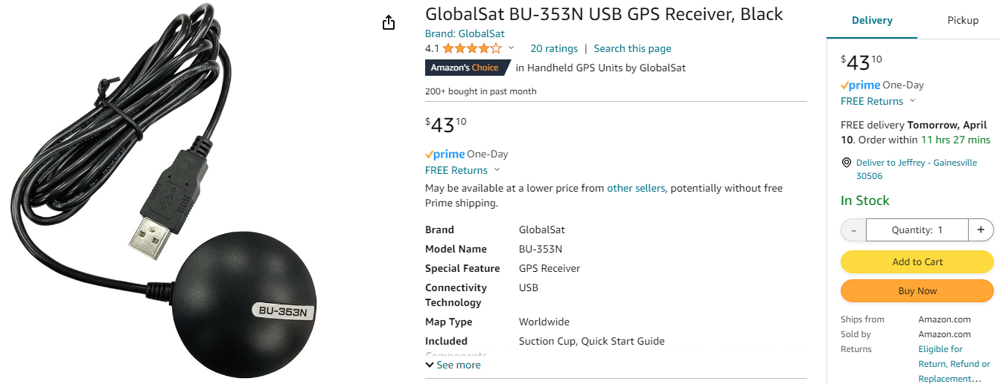 GlobalSat BU-353N USB GPS Receiver, Black
Brand: GlobalSat
4.1 20 ratings | Search this page
Amazon's Choice in Handheld GPS Units by GlobalSat
200+ bought in past month
$43 10
prime One-Day
FREE Returns
May be available at a lower price from other sellers, potentially without free
Prime shipping.
Brand GlobalSat
Model Name BU-353N
Special Feature GPS Receiver
Connectivity USB
Technology
Map Type Worldwide
Included Suction Cup, Quick Start Guide
Components
See more
BU-353N
Delivery Pickup
$43 10
prime One-Day
FREE Returns
FREE delivery Tomorrow, April
10. Order within 11 hrs 27 mins
Deliver to Jeffrey - Gainesville
30506
In Stock
- Quantity: 1 +
Add to Cart
Buy Now
Ships from Amazon.com
Sold by Amazon.com
Returns Eligible for
Return, Refund or
Replacement...